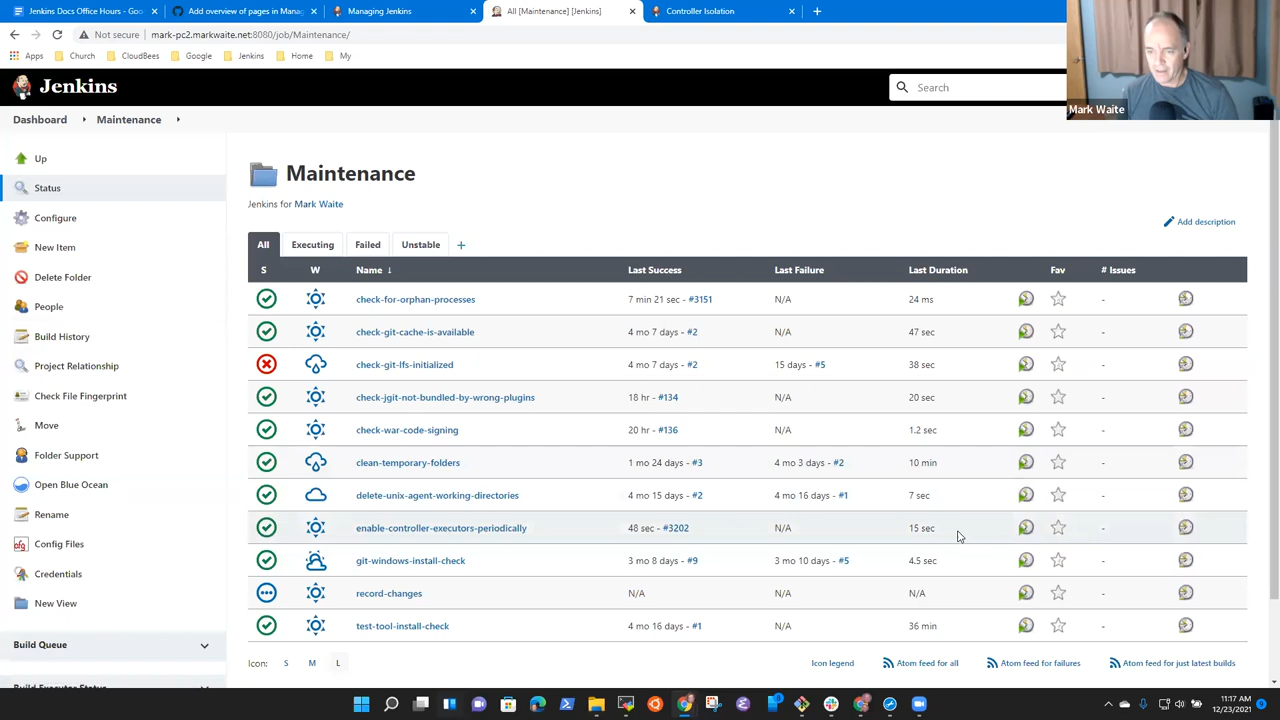 Jenkins Docs Office Hours - Goo
Add overview of pages in Manag
Managing Jenkins
All [Maintenance] [Jenkins]
Controller Isolation
Not secure
mark-pc2.markwaite.net:8080/job/Maintenance/
Apps
Church
CloudBees
Google
Jenkins
Home
My
Jenkins
Search
Mark Waite
Dashboard
Maintenance
Up
Status
Configure
New Item
Delete Folder
People
Build History
Project Relationship
Check File Fingerprint
Move
Folder Support
Open Blue Ocean
Rename
Config Files
Credentials
New View
Build Queue
Build Executor Status
Maintenance
Jenkins for Mark Waite
Add description
All Executing Failed Unstable +
S W Name ↓ Last Success Last Failure Last Duration Fav # Issues
check-for-orphan-processes 7 min 21 sec - #3151 N/A 24 ms -
check-git-cache-is-available 4 mo 7 days - #2 N/A 47 sec -
check-git-lfs-initialized 4 mo 7 days - #2 15 days - #5 38 sec -
check-jgit-not-bundled-by-wrong-plugins 18 hr - #134 N/A 20 sec -
check-war-code-signing 20 hr - #136 N/A 1.2 sec -
clean-temporary-folders 1 mo 24 days - #3 4 mo 3 days - #2 10 min -
delete-unix-agent-working-directories 4 mo 15 days - #2 4 mo 16 days - #1 7 sec -
enable-controller-executors-periodically 48 sec - #3202 N/A 15 sec -
git-windows-install-check 3 mo 8 days - #9 3 mo 10 days - #5 4.5 sec -
record-changes N/A N/A N/A -
test-tool-install-check 4 mo 16 days - #1 N/A 36 min -
Icon: S M L
Icon legend
Atom feed for all
Atom feed for failures
Atom feed for just latest builds
11:17 AM
12/23/2021